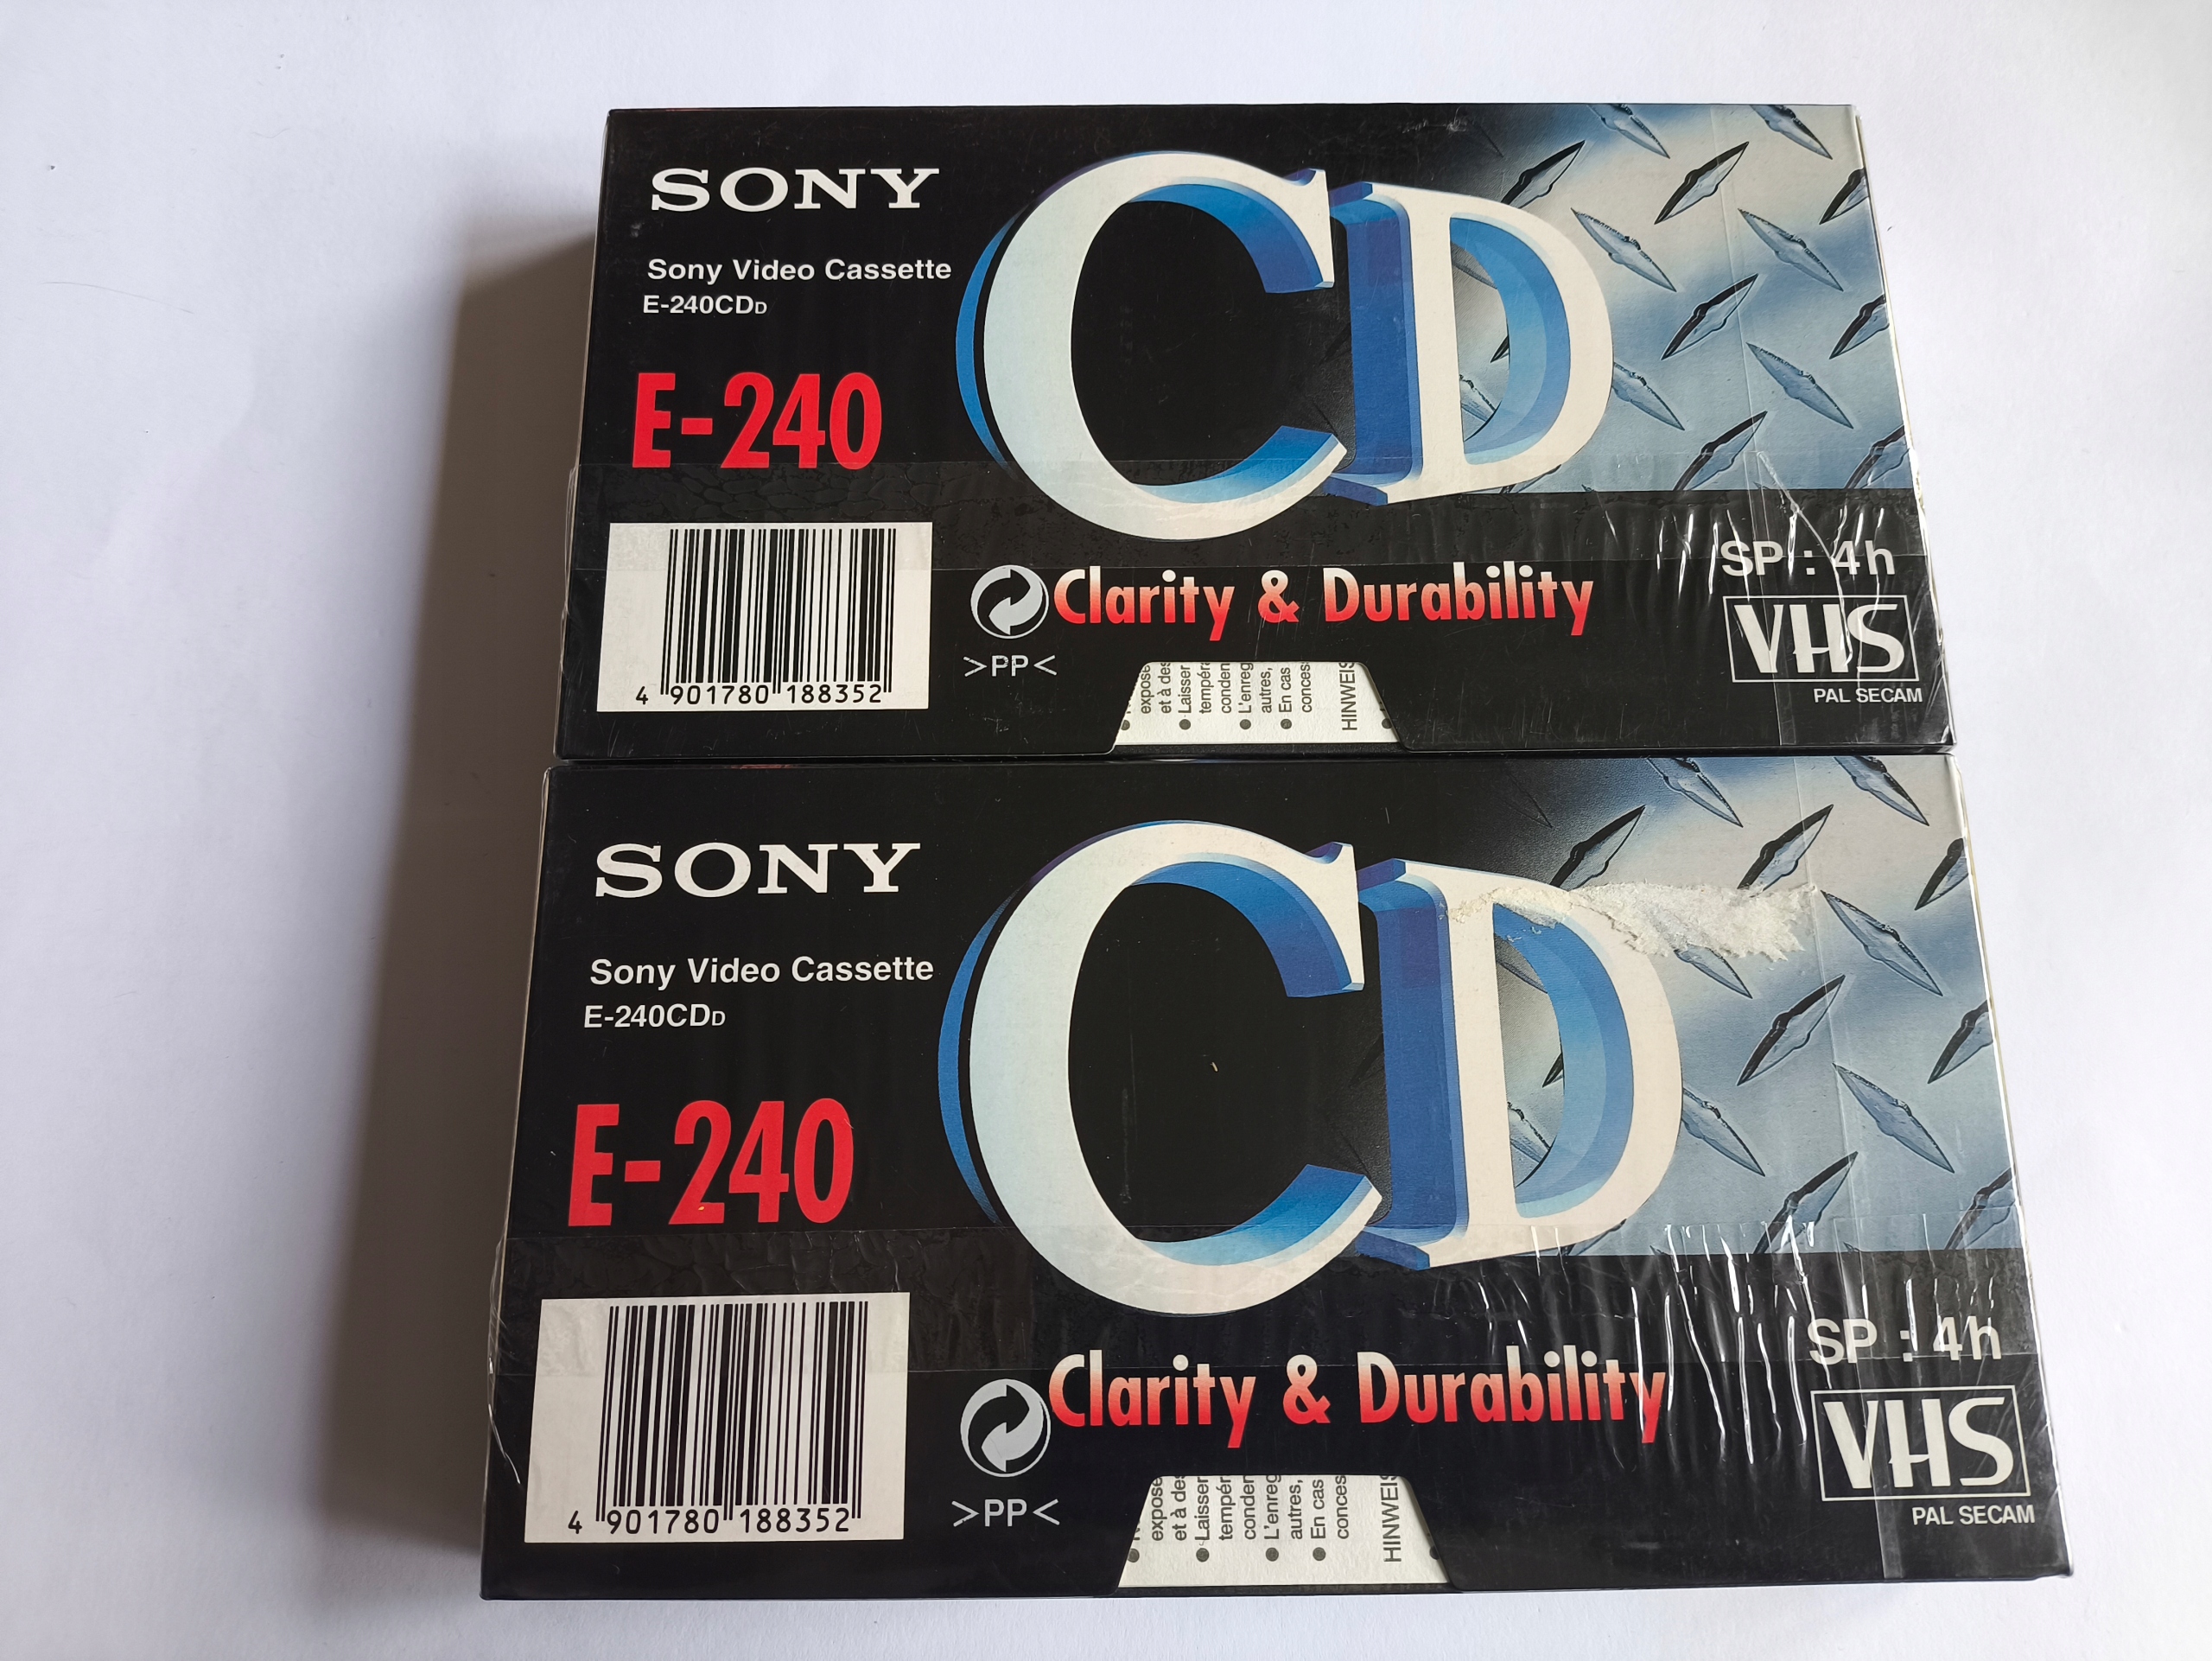 SONY
CD
Sony Video Cassette
E-240CDD
E-240
SP : 4h
Clarity & Durability
VHS
>PP<
PAL SECAM
4 901780 188352
expose
et à des
● Laisser
tempér
conden
● L'enreg
autres,
● En cas
conces
HINWEIS
SONY
CD
Sony Video Cassette
E-240CDD
E-240
SP : 4h
Clarity & Durability
VHS
>PP<
PAL SECAM
4 901780 188352
expose
et à des
● Laisser
tempér
conden
● L'enreg
autres,
● En cas
conces
HINWEIS